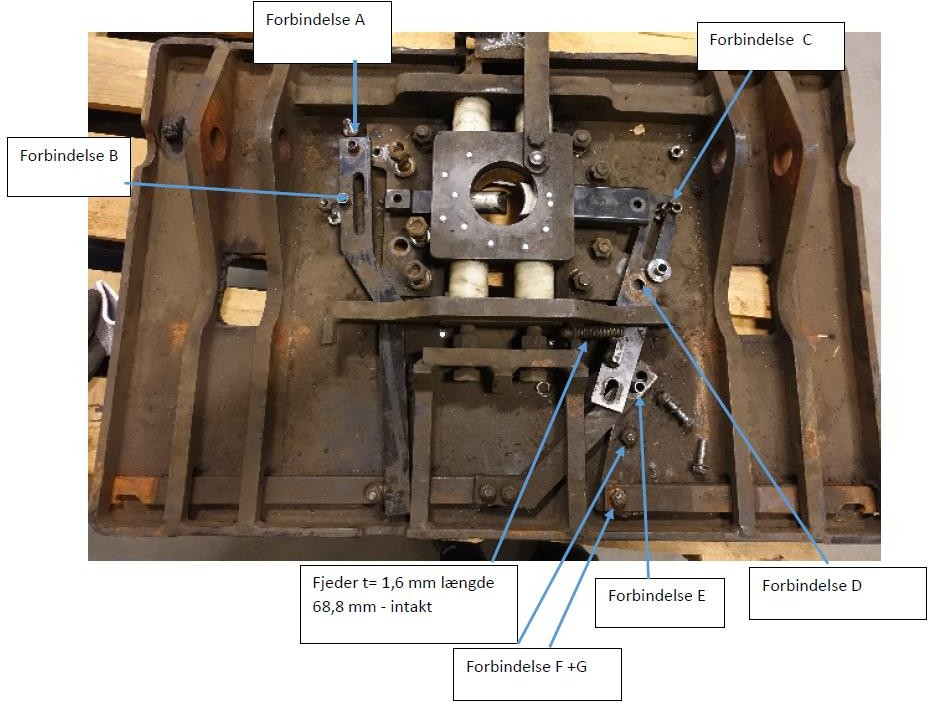 Forbindelse A
Forbindelse C
Forbindelse B
Fjeder t= 1,6 mm længde
68,8 mm - intakt
Forbindelse E
Forbindelse D
Forbindelse F +G